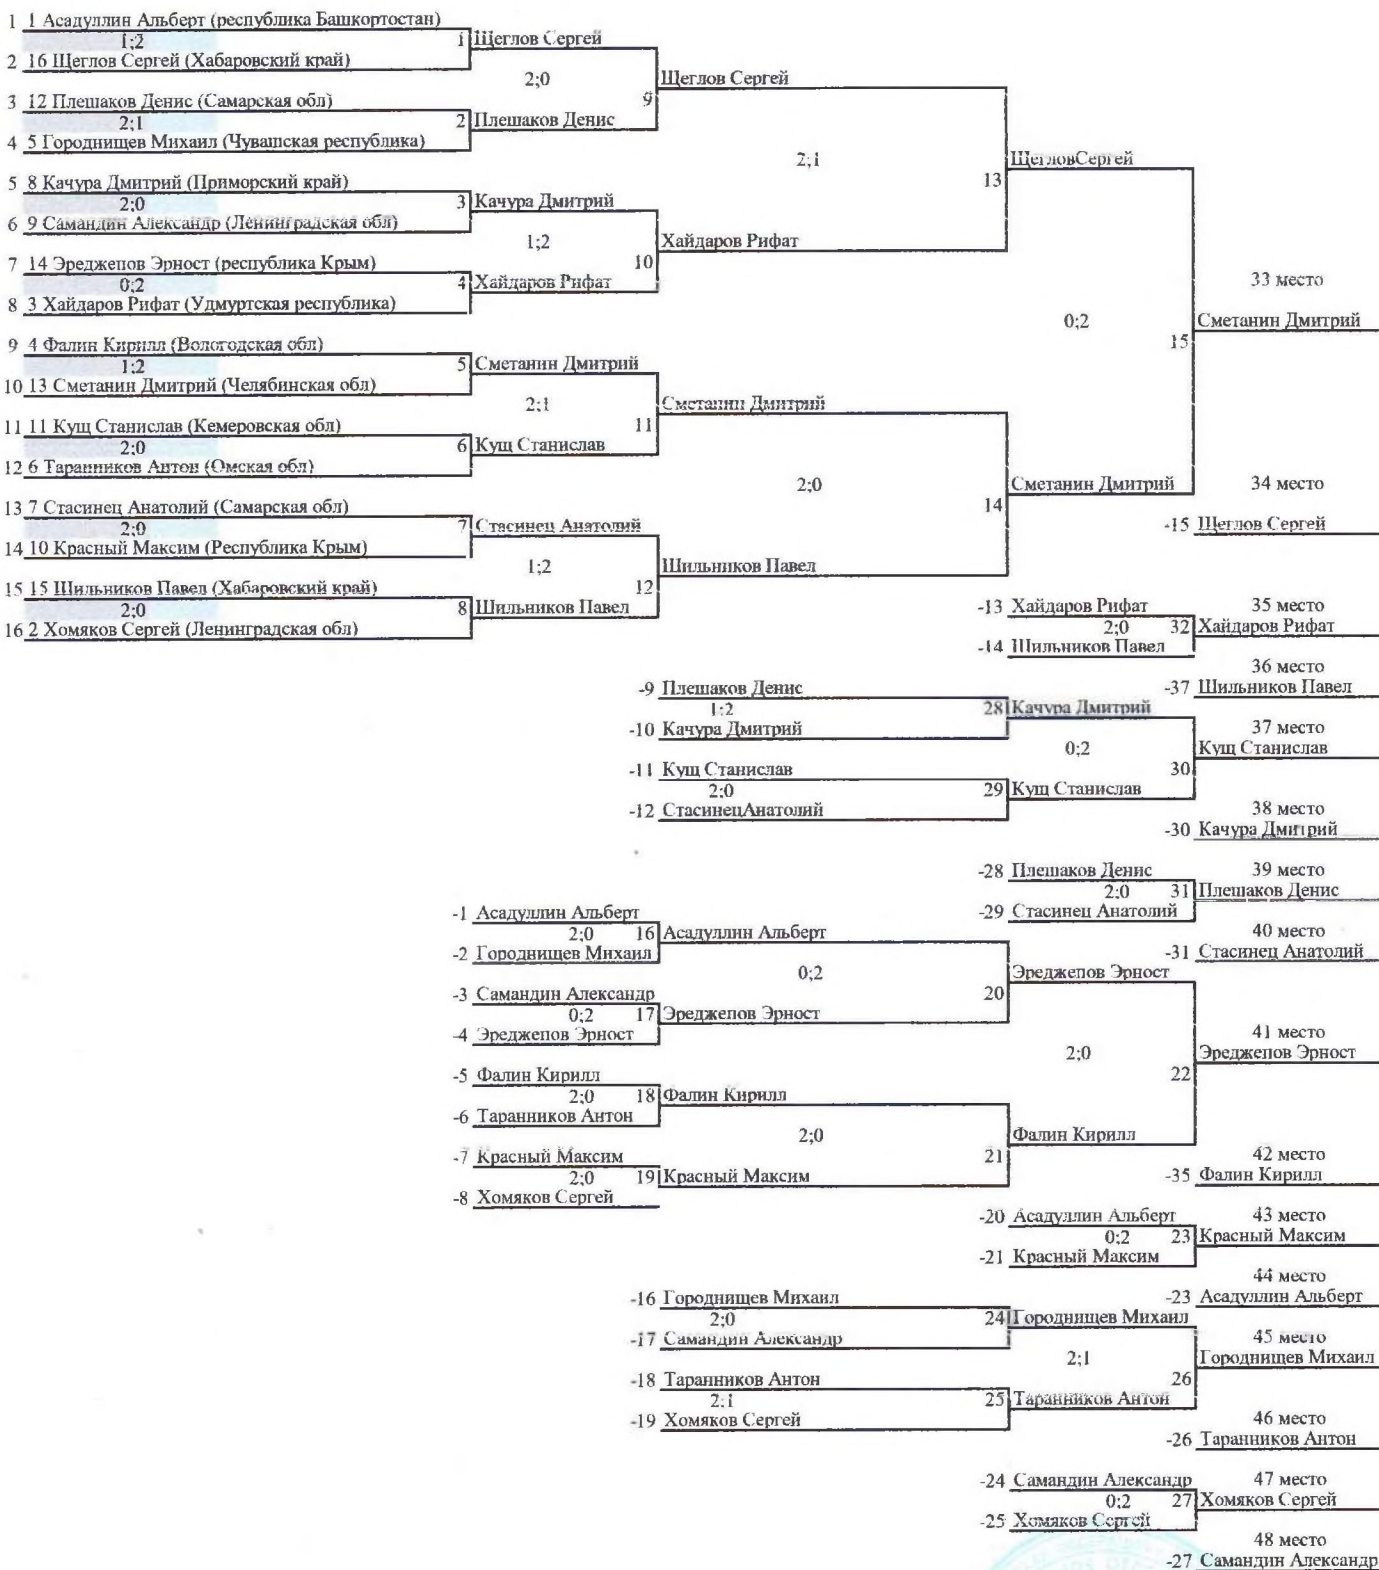 1 1 Асадуллин Альберт (республика Башкортостан)
1;2 1 Щеглов Сергей
2 16 Щеглов Сергей (Хабаровский край)
2;0 Щеглов Сергей
3 12 Плешаков Денис (Самарская обл) 9
2;1 2 Плешаков Денис
4 5 Городнищев Михаил (Чувашская республика)
2;1 ЩегловСергей
5 8 Качура Дмитрий (Приморский край) 13
2;0 3 Качура Дмитрий
6 9 Самандин Александр (Ленинградская обл)
1;2 Хайдаров Рифат
7 14 Эреджепов Эрност (республика Крым) 10
0;2 4 Хайдаров Рифат 33 место
8 3 Хайдаров Рифат (Удмуртская республика)
0;2 Сметанин Дмитрий
9 4 Фалин Кирилл (Вологодская обл) 15
1;2 5 Сметанин Дмитрий
10 13 Сметанин Дмитрий (Челябинская обл)
2;1 Сметанин Дмитрий
11 11 Кущ Станислав (Кемеровская обл) 11
2;0 6 Кущ Станислав
12 6 Таранников Антон (Омская обл)
2;0 Сметанин Дмитрий 34 место
13 7 Стасинец Анатолий (Самарская обл) 14
2;0 7 Стасинец Анатолий -15 Щеглов Сергей
14 10 Красный Максим (Республика Крым)
1;2 Шильников Павел
15 15 Шильников Павел (Хабаровский край) 12
2;0 8 Шильников Павел -13 Хайдаров Рифат 35 место
16 2 Хомяков Сергей (Ленинградская обл) 2;0 32 Хайдаров Рифат
-14 Шильников Павел
36 место
-9 Плешаков Денис -37 Шильников Павел
1;2 28 Качура Дмитрий
-10 Качура Дмитрий 37 место
0;2 Кущ Станислав
-11 Кущ Станислав 30
2;0 29 Кущ Станислав
-12 СтасинецАнатолий 38 место
-30 Качура Дмитрий
-28 Плешаков Денис 39 место
2;0 31 Плешаков Денис
-1 Асадуллин Альберт -29 Стасинец Анатолий
2;0 16 Асадуллин Альберт 40 место
-2 Городнищев Михаил -31 Стасинец Анатолий
0;2 Эреджепов Эрност
-3 Самандин Александр 20
0;2 17 Эреджепов Эрност
-4 Эреджепов Эрност 41 место
2;0 Эреджепов Эрност
-5 Фалин Кирилл 22
2;0 18 Фалин Кирилл
-6 Таранников Антон
2;0 Фалин Кирилл
-7 Красный Максим 21 42 место
2;0 19 Красный Максим -35 Фалин Кирилл
-8 Хомяков Сергей
-20 Асадуллин Альберт 43 место
0;2 23 Красный Максим
-21 Красный Максим
44 место
-16 Городнищев Михаил -23 Асадуллин Альберт
2;0 24 Городнищев Михаил
-17 Самандин Александр 45 место
2;1 Городнищев Михаил
-18 Таранников Антон 26
2;1 25 Таранников Антон
-19 Хомяков Сергей 46 место
-26 Таранников Антон
-24 Самандин Александр 47 место
0;2 27 Хомяков Сергей
-25 Хомяков Сергей
48 место
-27 Самандин Александр